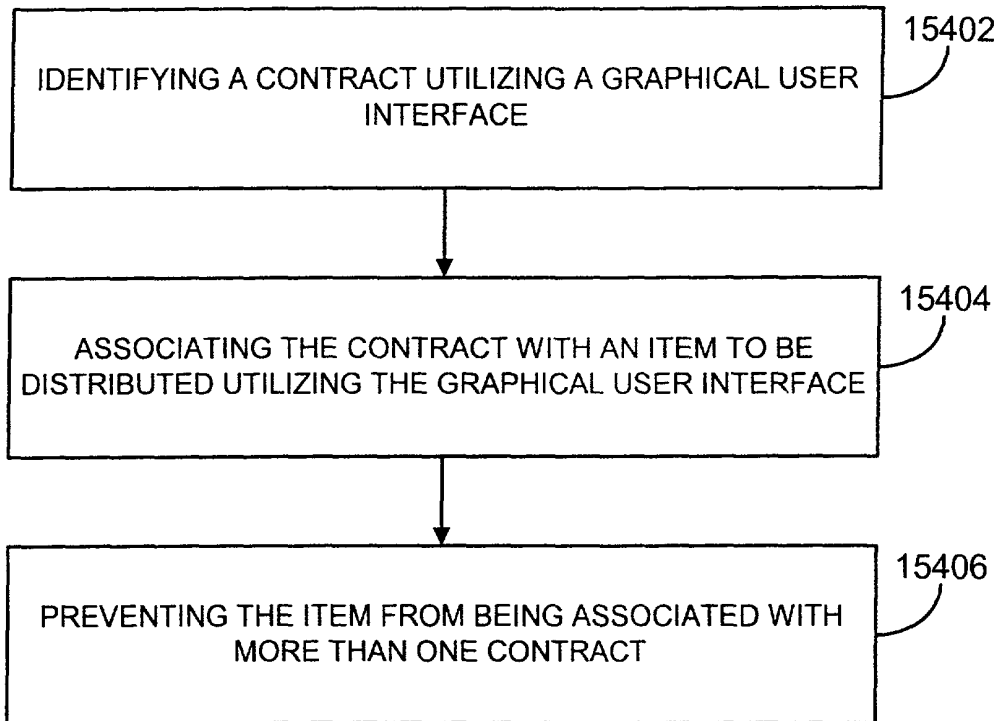 15402
IDENTIFYING A CONTRACT UTILIZING A GRAPHICAL USER
INTERFACE
15404
ASSOCIATING THE CONTRACT WITH AN ITEM TO BE
DISTRIBUTED UTILIZING THE GRAPHICAL USER INTERFACE
15406
PREVENTING THE ITEM FROM BEING ASSOCIATED WITH
MORE THAN ONE CONTRACT